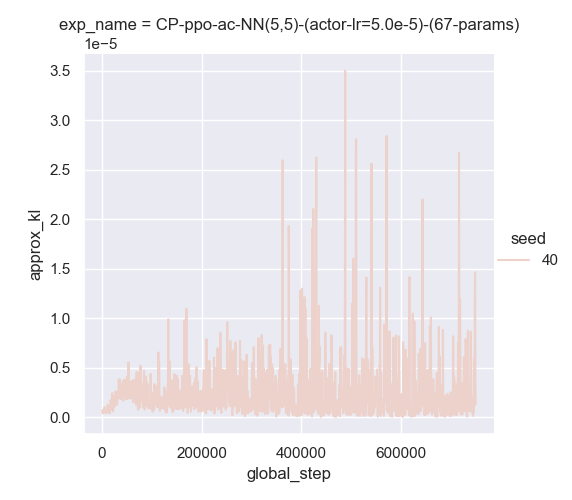 exp_name = CP-ppo-ac-NN(5,5)-(actor-lr=5.0e-5)-(67-params)
1e−5
3.5
3.0
2.5
2.0
1.5
1.0
0.5
0.0
approx_kl
0
200000
400000
600000
global_step
seed
40